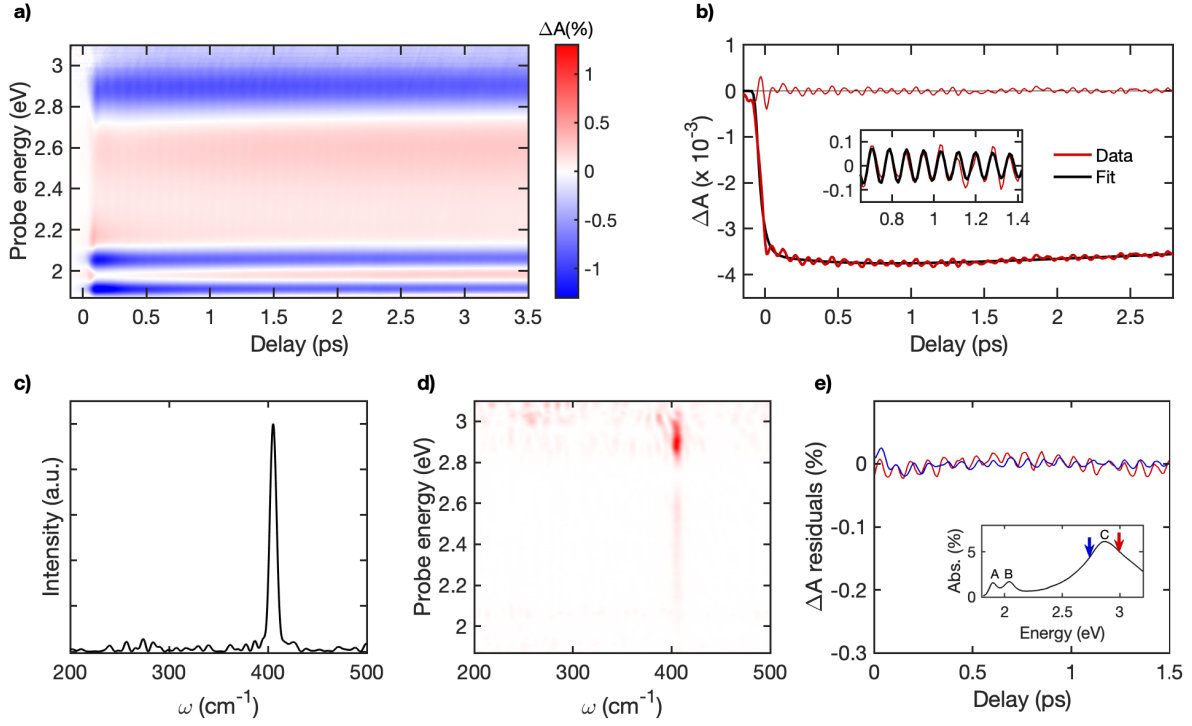 a)
ΔA(%)
3
2.8
2.6
2.4
2.2
2
Probe energy (eV)
0 0.5 1 1.5 2 2.5 3 3.5
Delay (ps)
1
0.5
0
-0.5
-1
b)
1
0
-1
-2
-3
-4
ΔA (x 10⁻³)
0.1
0
-0.1
0.8 1 1.2 1.4
Data
Fit
0 0.5 1 1.5 2 2.5
Delay (ps)
c)
Intensity (a.u.)
200 300 400 500
ω (cm⁻¹)
d)
3
2.8
2.6
2.4
2.2
2
Probe energy (eV)
200 300 400 500
ω (cm⁻¹)
e)
0
-0.1
-0.2
-0.3
ΔA residuals (%)
Abs. (%)
5
0
A B C
2 2.5 3
Energy (eV)
0 0.5 1 1.5
Delay (ps)